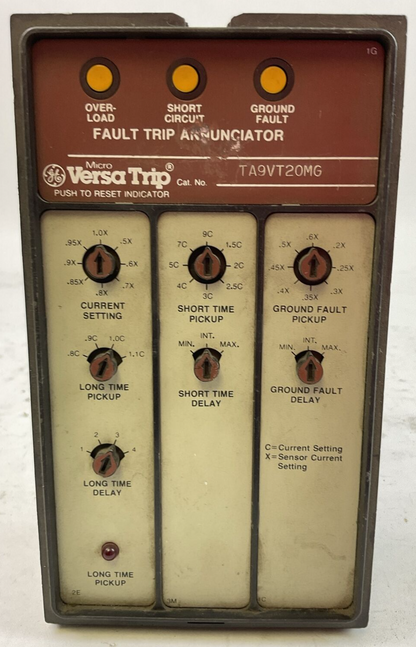 1G
OVER-
LOAD
SHORT
CIRCUIT
GROUND
FAULT
FAULT TRIP ANNUNCIATOR
GE
Micro
Versa Trip®
Cat. No. TA9VT20MG
PUSH TO RESET INDICATOR
1.0X
.95X .5X
.9X .6X
.85X .7X
.8X
CURRENT
SETTING
.9C 1.0C
.8C 1.1C
LONG TIME
PICKUP
2 3
1 4
LONG TIME
DELAY
LONG TIME
PICKUP
9C
7C 1.5C
5C 2C
4C 2.5C
3C
SHORT TIME
PICKUP
INT.
MIN. MAX.
SHORT TIME
DELAY
.6X
.5X .2X
.45X .25X
.4X .3X
.35X
GROUND FAULT
PICKUP
INT.
MIN. MAX.
GROUND FAULT
DELAY
C=Current Setting
X=Sensor Current
Setting